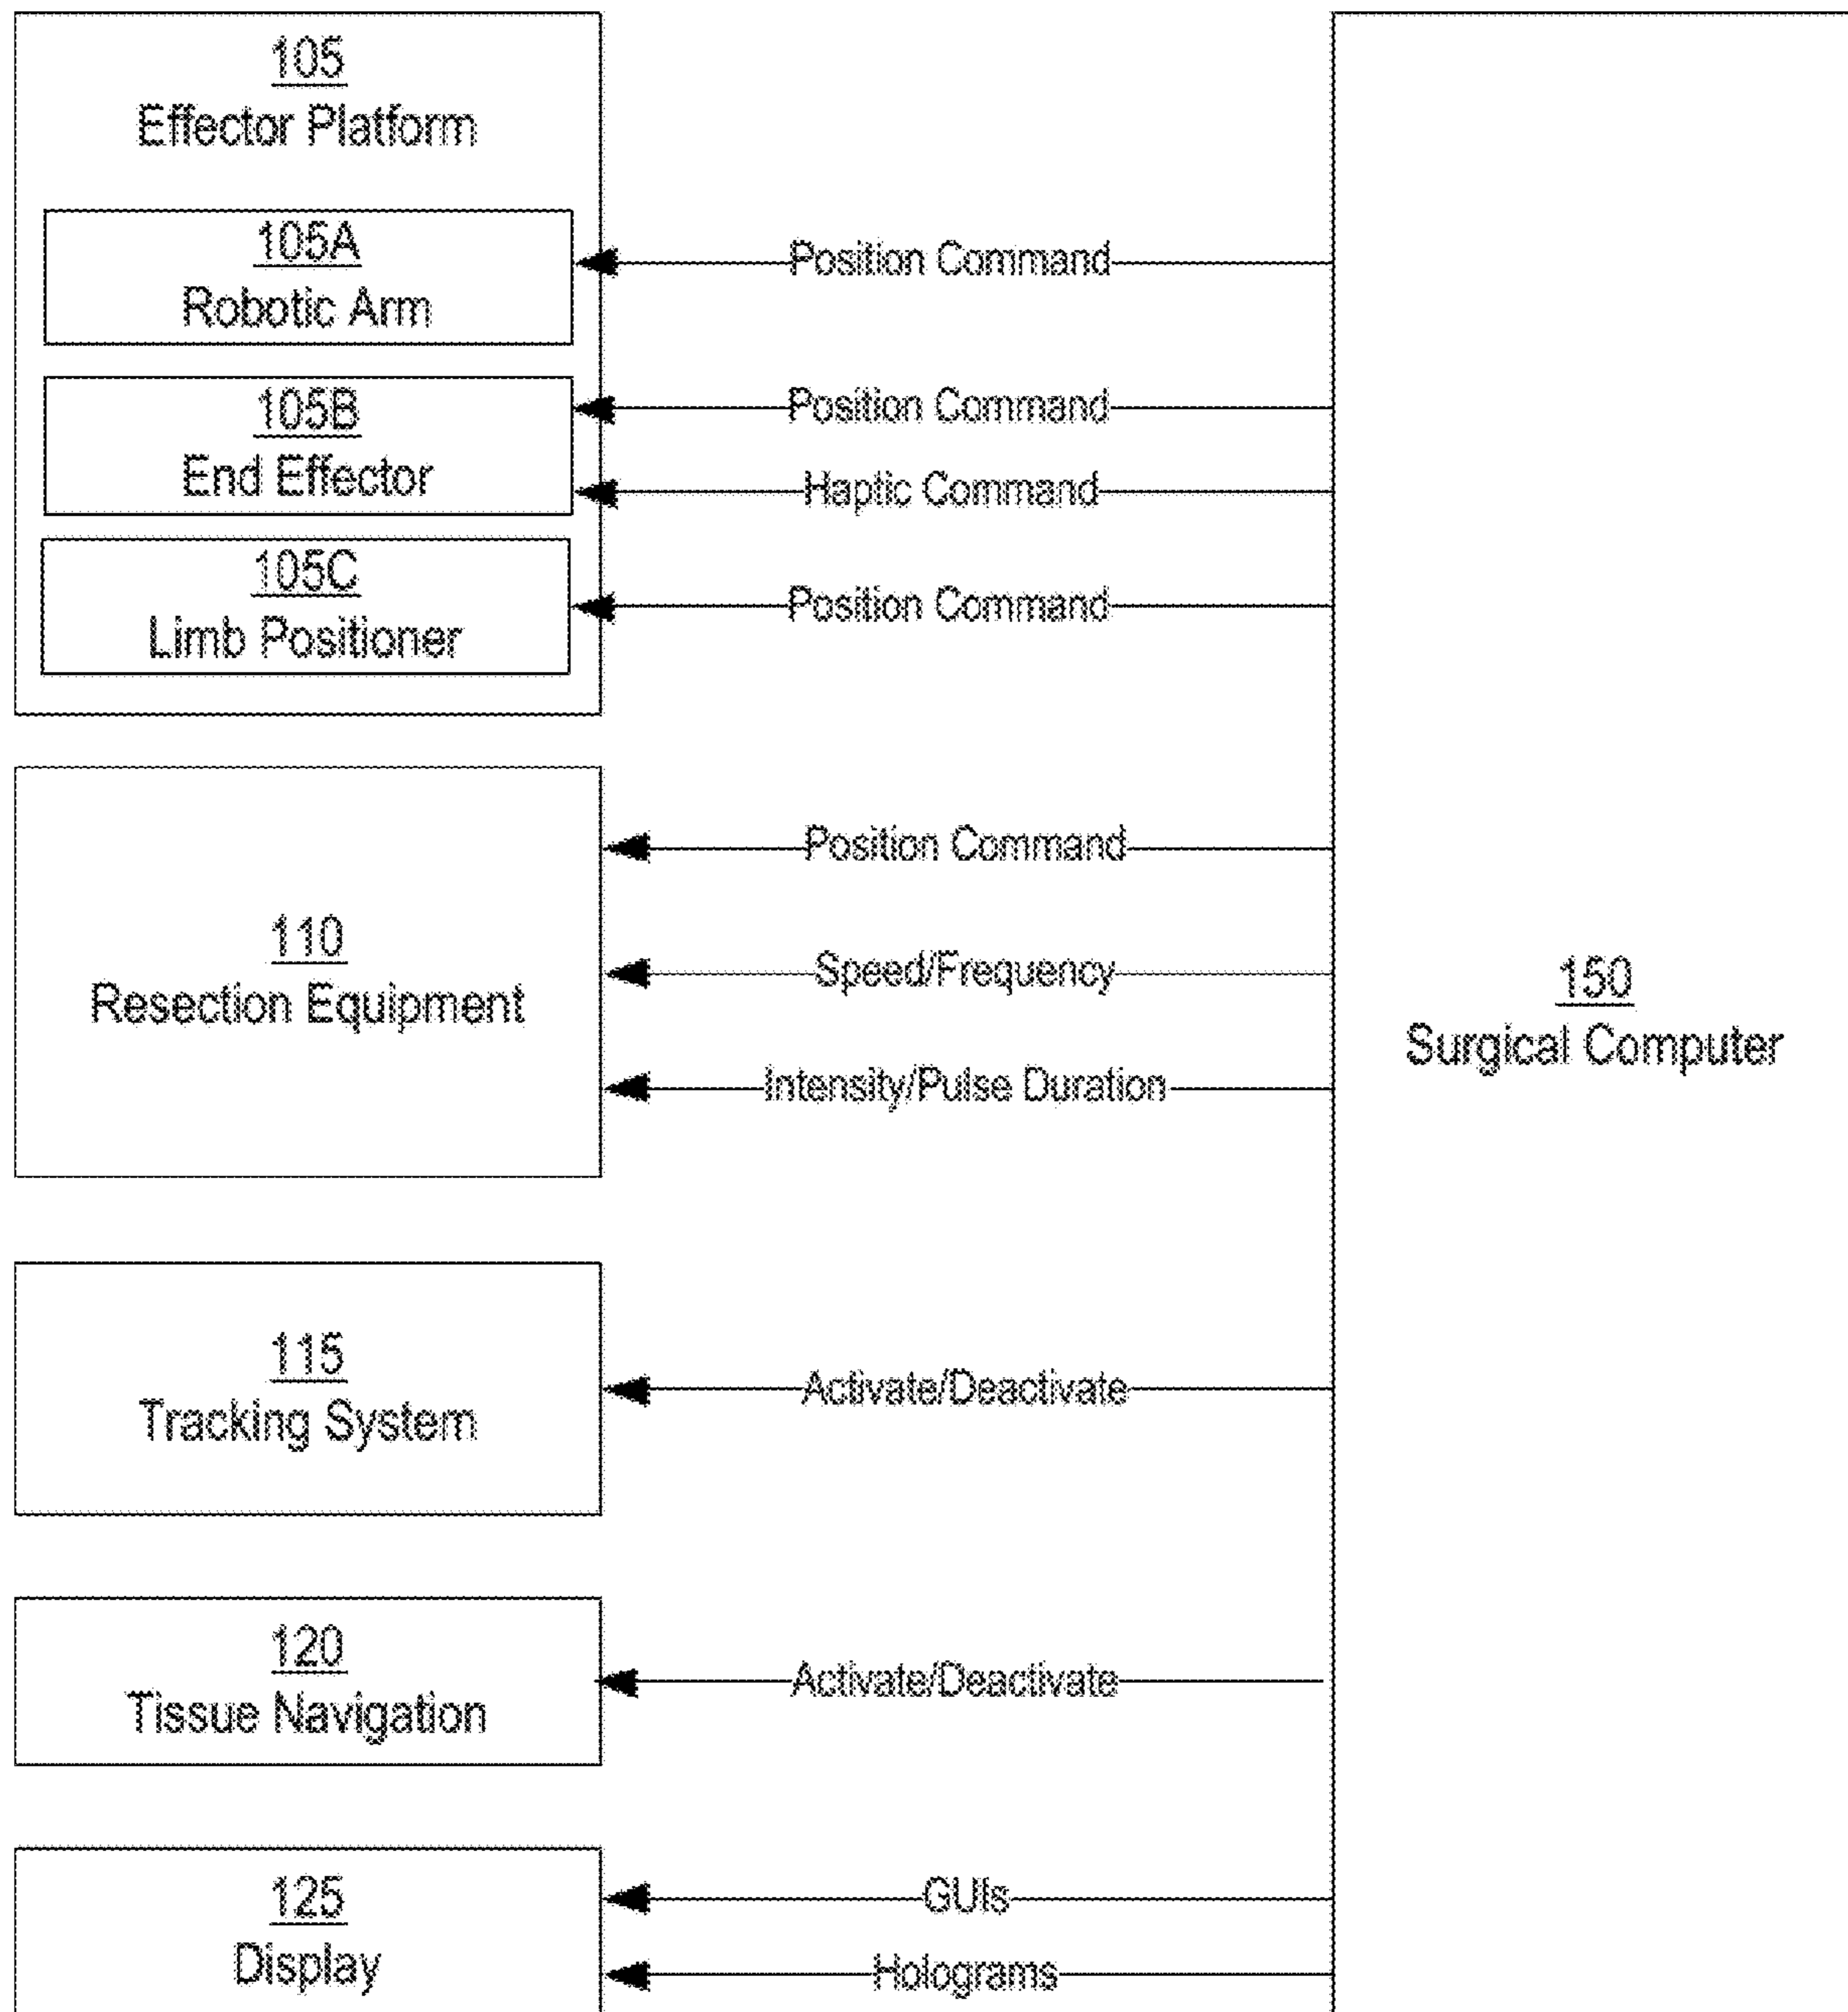 105
Effector Platform
105A
Robotic Arm
Position Command
105B
End Effector
Position Command
Haptic Command
105C
Limb Positioner
Position Command
110
Resection Equipment
Position Command
Speed/Frequency
Intensity/Pulse Duration
150
Surgical Computer
115
Tracking System
Activate/Deactivate
120
Tissue Navigation
Activate/Deactivate
125
Display
GUIs
Holograms